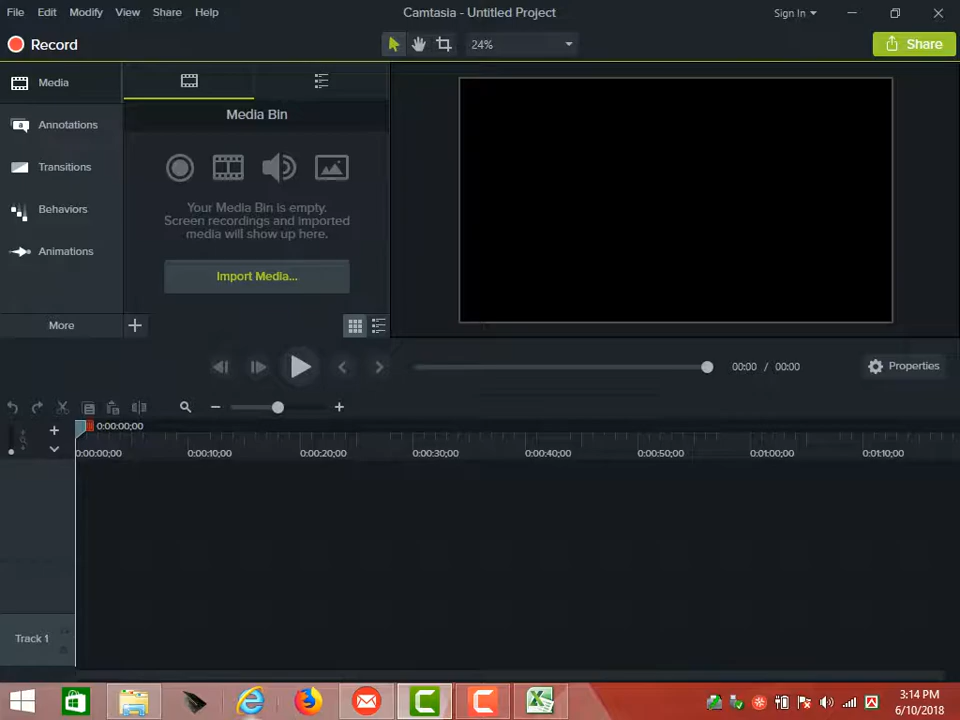 File Edit Modify View Share Help Camtasia - Untitled Project Sign In
Record 24% Share
Media
Annotations
Transitions
Behaviors
Animations
More
Media Bin
Your Media Bin is empty.
Screen recordings and imported
media will show up here.
Import Media...
00:00 / 00:00 Properties
0:00:00;00
0:00:00;00 0:00:10;00 0:00:20;00 0:00:30;00 0:00:40;00 0:00:50;00 0:01:00;00 0:01:10;00
Track 1
3:14 PM
6/10/2018